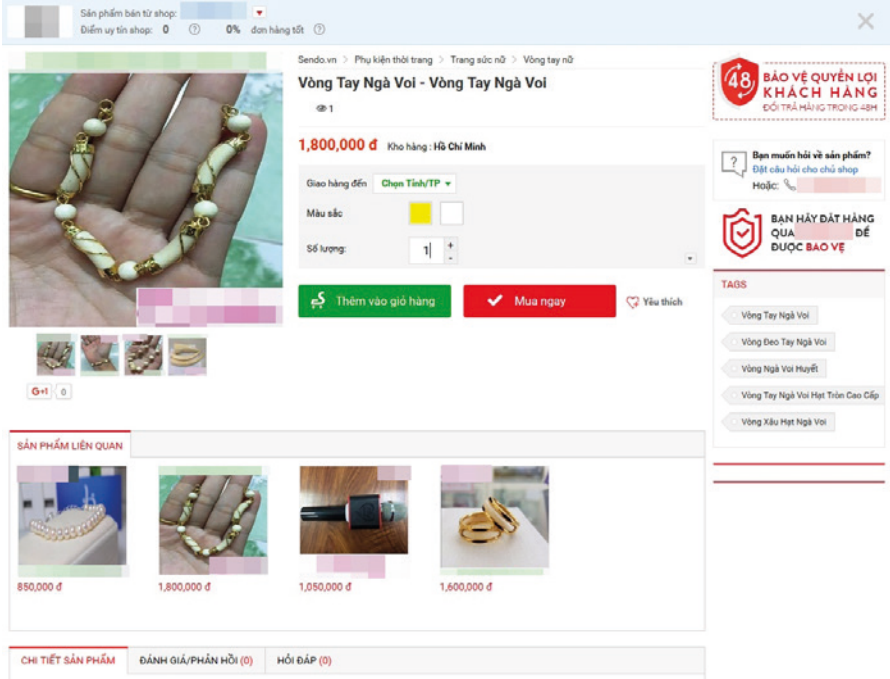 Sản phẩm bán từ shop:
Điểm uy tín shop: 0 ? 0% đơn hàng tốt ?
Sendo.vn > Phụ kiện thời trang > Trang sức nữ > Vòng tay nữ
Vòng Tay Ngà Voi - Vòng Tay Ngà Voi
1
1,800,000 đ Kho hàng : Hồ Chí Minh
Giao hàng đến Chọn Tỉnh/TP
Màu sắc
Số lượng: 1 + -
Thêm vào giỏ hàng
Mua ngay
Yêu thích
G+1 0
48
BẢO VỆ QUYỀN LỢI
KHÁCH HÀNG
ĐỔI TRẢ HÀNG TRONG 48H
?
Bạn muốn hỏi về sản phẩm?
Đặt câu hỏi cho chủ shop
Hoặc:
BẠN HÃY ĐẶT HÀNG
QUA ĐỂ
ĐƯỢC BẢO VỆ
TAGS
Vòng Tay Ngà Voi
Vòng Đeo Tay Ngà Voi
Vòng Ngà Voi Huyết
Vòng Tay Ngà Voi Hạt Tròn Cao Cấp
Vòng Xâu Hạt Ngà Voi
SẢN PHẨM LIÊN QUAN
850,000 đ
1,800,000 đ
1,050,000 đ
1,600,000 đ
CHI TIẾT SẢN PHẨM
ĐÁNH GIÁ/PHẢN HỒI (0)
HỎI ĐÁP (0)